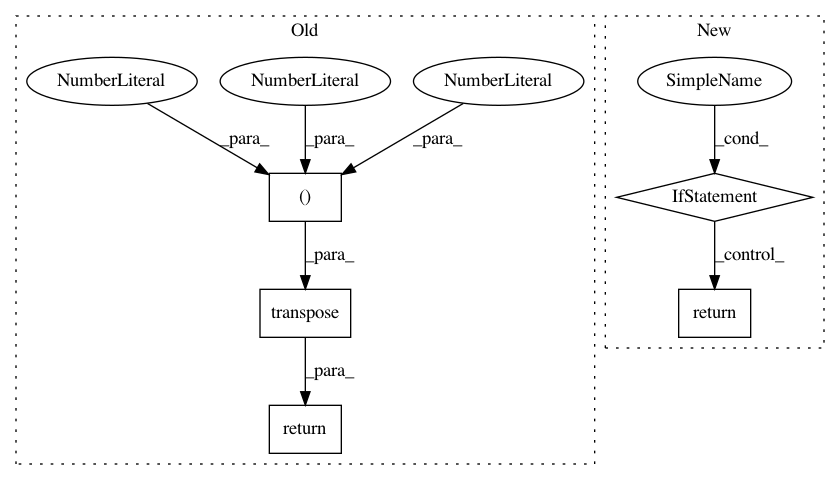 Old
New
NumberLiteral
NumberLiteral
NumberLiteral
SimpleName
_para_
_para_
_para_
_cond_
()
IfStatement
_para_
_control_
transpose
return
_para_
return